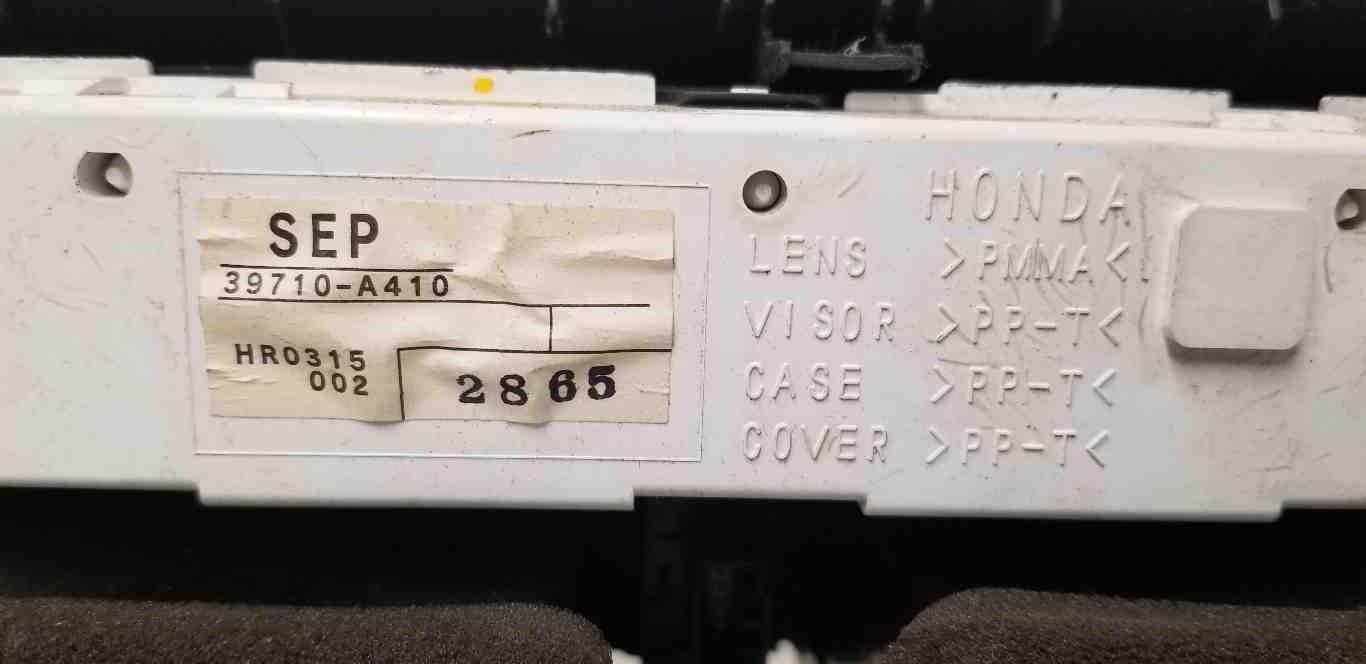 SEP
39710-A410
HR0315
002
2865
HONDA
LENS >PMMA<
VISOR >PP-T<
CASE >PP-T<
COVER >PP-T<